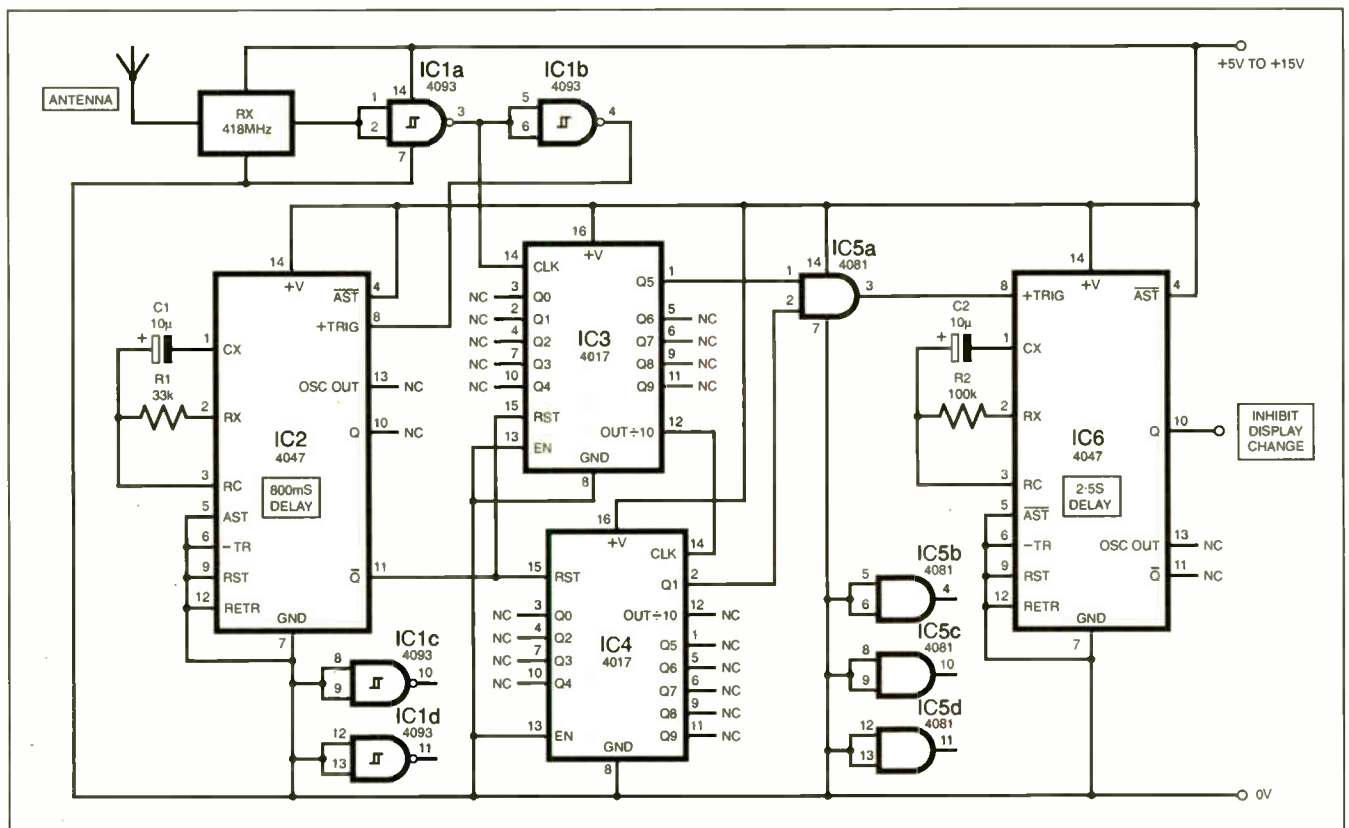 ANTENNA
RX
418MHz
1
2
14
7
3
IC1a
4093
5
6
4
IC1b
4093
+5V TO +15V
C1
10µ
+
R1
33k
14
+V
1
CX
2
RX
3
RC
5
AST
6
-TR
9
RST
12
RETR
GND
7
4
AST
8
+TRIG
13
OSC OUT
NC
10
Q
NC
11
Q
IC2
4047
800mS
DELAY
16
+V
14
CLK
NC 3 Q0
NC 2 Q1
NC 4 Q2
NC 7 Q3
NC 10 Q4
15
RST
13
EN
GND
8
IC3
4017
Q5 1
Q6 5 NC
Q7 6 NC
Q8 9 NC
Q9 11 NC
OUT÷10 12
16
+V
CLK 14
Q1 2
OUT÷10 12 NC
Q5 1 NC
Q6 5 NC
Q7 6 NC
Q8 9 NC
Q9 11 NC
15 RST
NC 3 Q0
NC 4 Q2
NC 7 Q3
NC 10 Q4
13 EN
GND
8
IC4
4017
IC5a
4081
14
1
2
3
7
C2
10µ
+
R2
100k
14
+V
8
+TRIG
1
CX
2
RX
3
RC
5
AST
6
-TR
9
RST
12
RETR
GND
7
4
AST
10
Q
13
OSC OUT
NC
11
Q
NC
IC6
4047
2·5S
DELAY
INHIBIT
DISPLAY
CHANGE
IC1c
4093
8
9
10
IC1d
4093
12
13
11
IC5b
4081
5
6
4
IC5c
4081
8
9
10
IC5d
4081
12
13
11
0V